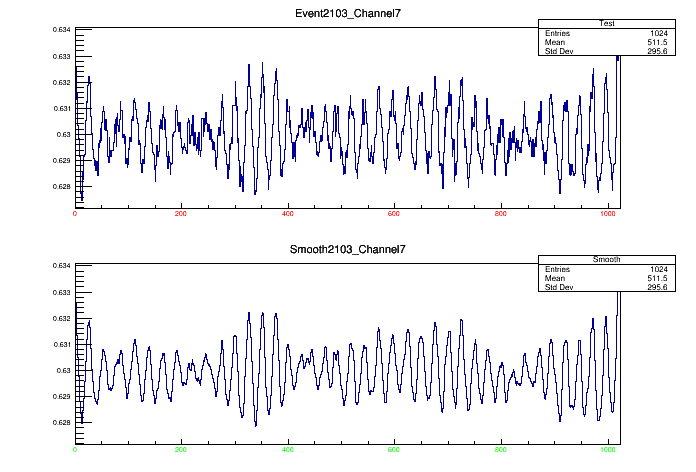 Event2103_Channel7
Test
Entries 1024
Mean 511.5
Std Dev 295.6
0.634
0.633
0.632
0.631
0.63
0.629
0.628
0 200 400 600 800 1000
Smooth2103_Channel7
Smooth
Entries 1024
Mean 511.5
Std Dev 295.6
0.634
0.633
0.632
0.631
0.63
0.629
0.628
0 200 400 600 800 1000